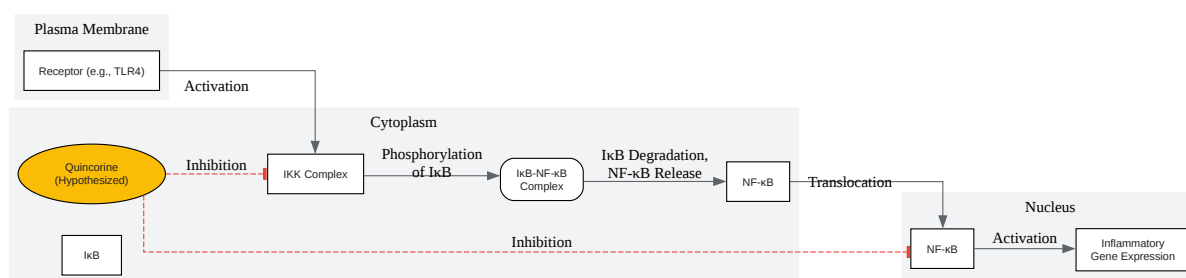 Plasma Membrane
Receptor (e.g., TLR4)
Activation
Cytoplasm
Quincorine
(Hypothesized)
Inhibition
IKK Complex
Phosphorylation
of IκB
IκB-NF-κB
Complex
IκB Degradation,
NF-κB Release
NF-κB
Translocation
Nucleus
IκB
Inhibition
NF-κB
Activation
Inflammatory
Gene Expression